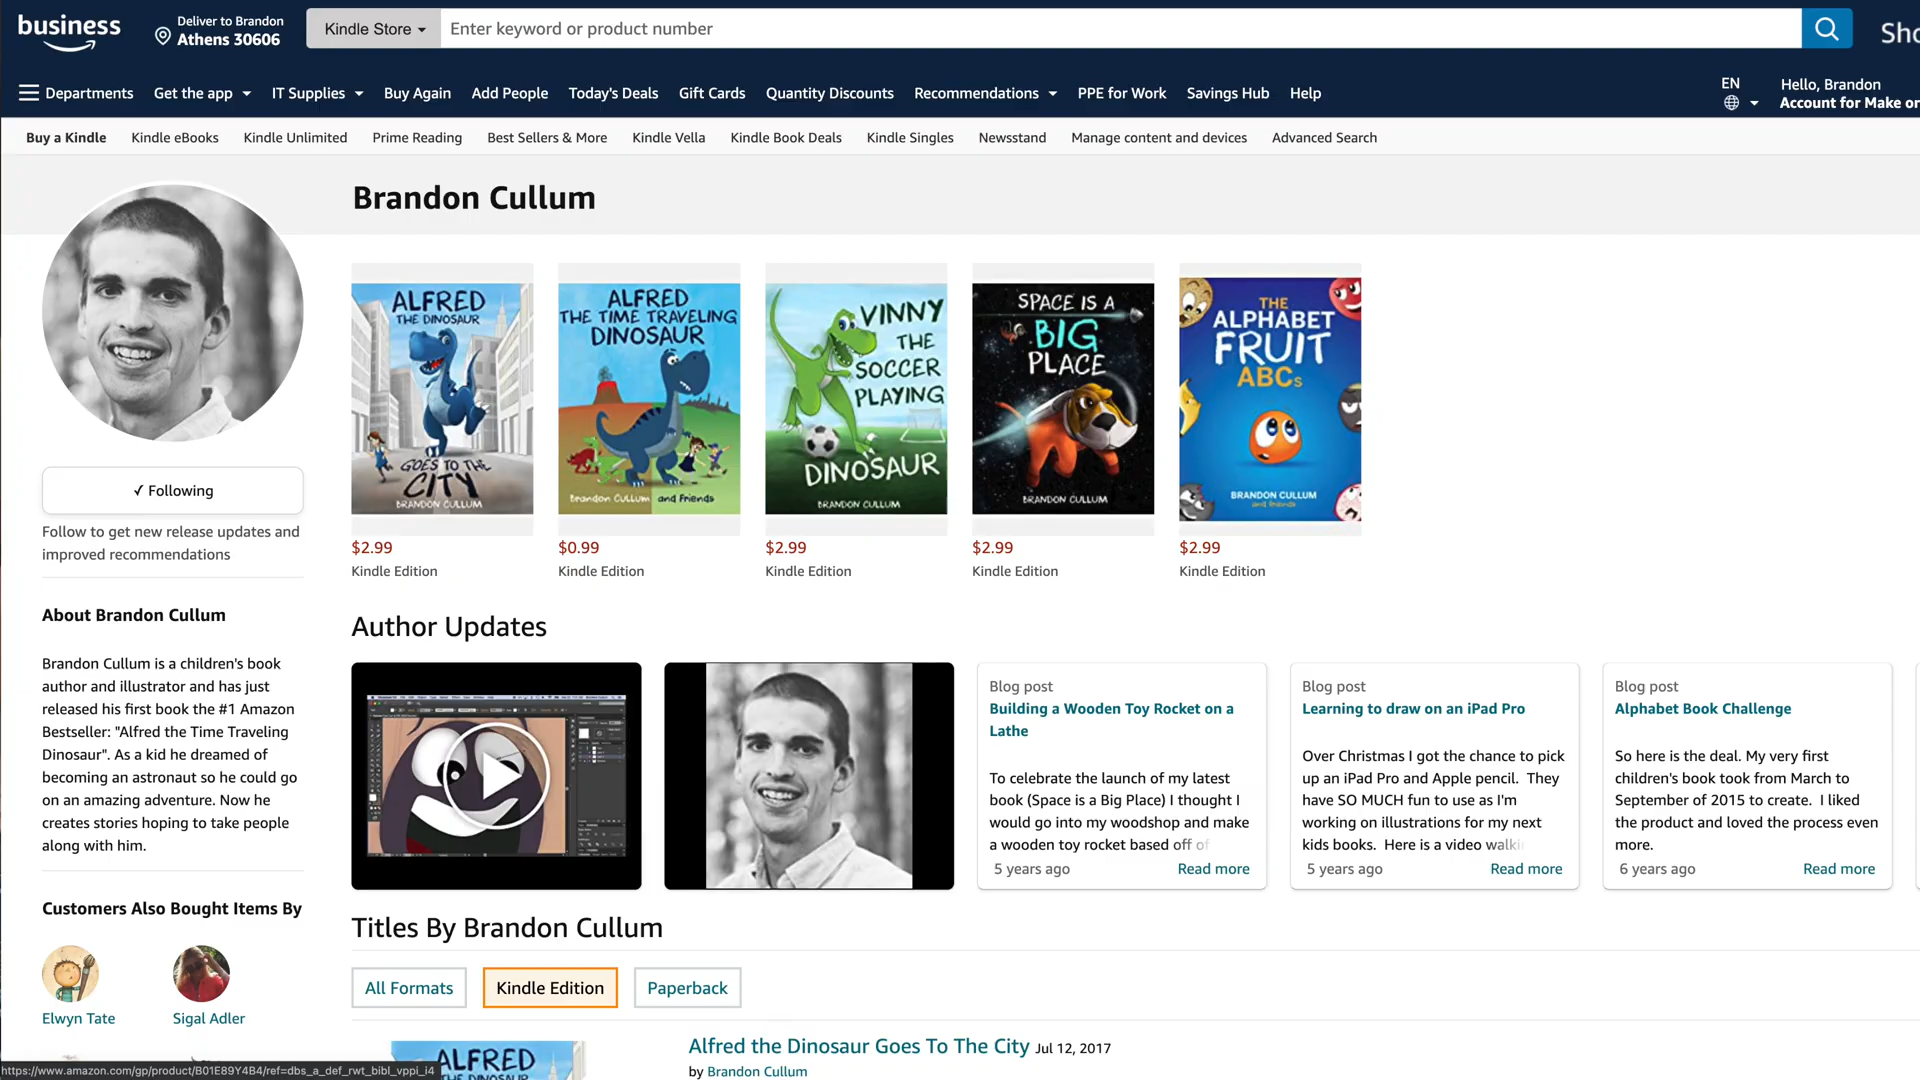 business
Deliver to Brandon
Athens 30606
Kindle Store
Enter keyword or product number
Departments
Get the app
IT Supplies
Buy Again
Add People
Today's Deals
Gift Cards
Quantity Discounts
Recommendations
PPE for Work
Savings Hub
Help
EN
Hello, Brandon
Account for Make or
Buy a Kindle
Kindle eBooks
Kindle Unlimited
Prime Reading
Best Sellers & More
Kindle Vella
Kindle Book Deals
Kindle Singles
Newsstand
Manage content and devices
Advanced Search
Brandon Cullum
✓ Following
Follow to get new release updates and
improved recommendations
About Brandon Cullum
Brandon Cullum is a children's book
author and illustrator and has just
released his first book the #1 Amazon
Bestseller: "Alfred the Time Traveling
Dinosaur". As a kid he dreamed of
becoming an astronaut so he could go
on an amazing adventure. Now he
creates stories hoping to take people
along with him.
Customers Also Bought Items By
Elwyn Tate
Sigal Adler
ALFRED
THE DINOSAUR
GOES TO THE
CITY
BRANDON CULLUM
$2.99
Kindle Edition
ALFRED
THE TIME TRAVELING
DINOSAUR
Brandon Cullum and Friends
$0.99
Kindle Edition
VINNY
THE
SOCCER
PLAYING
DINOSAUR
BRANDON CULLUM
$2.99
Kindle Edition
SPACE IS A
BIG
PLACE
BRANDON CULLUM
$2.99
Kindle Edition
THE
ALPHABET
FRUIT
ABCs
BRANDON CULLUM
and friends
$2.99
Kindle Edition
Author Updates
Blog post
Building a Wooden Toy Rocket on a
Lathe
To celebrate the launch of my latest
book (Space is a Big Place) I thought I
would go into my woodshop and make
a wooden toy rocket based off of
5 years ago
Read more
Blog post
Learning to draw on an iPad Pro
Over Christmas I got the chance to pick
up an iPad Pro and Apple pencil. They
have SO MUCH fun to use as I'm
working on illustrations for my next
kids books. Here is a video walki
5 years ago
Read more
Blog post
Alphabet Book Challenge
So here is the deal. My very first
children's book took from March to
September of 2015 to create. I liked
the product and loved the process even
more.
6 years ago
Read more
Titles By Brandon Cullum
All Formats
Kindle Edition
Paperback
ALFRED
THE DINOSAUR
Alfred the Dinosaur Goes To The City Jul 12, 2017
by Brandon Cullum
https://www.amazon.com/gp/product/B01E89Y4B4/ref=dbs_a_def_rwt_bibl_vppi_i4